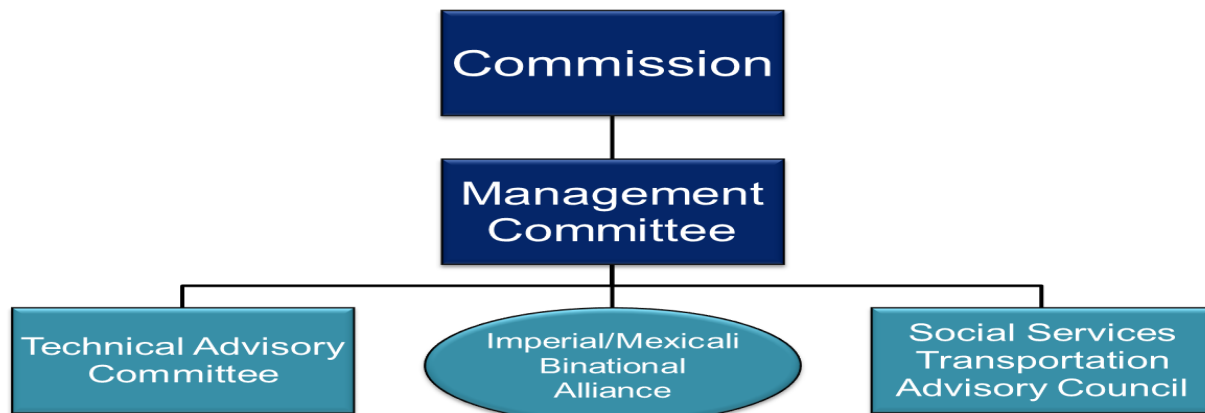 Commission
Management
Committee
Technical Advisory
Committee
Imperial/Mexicali
Binational
Alliance
Social Services
Transportation
Advisory Council